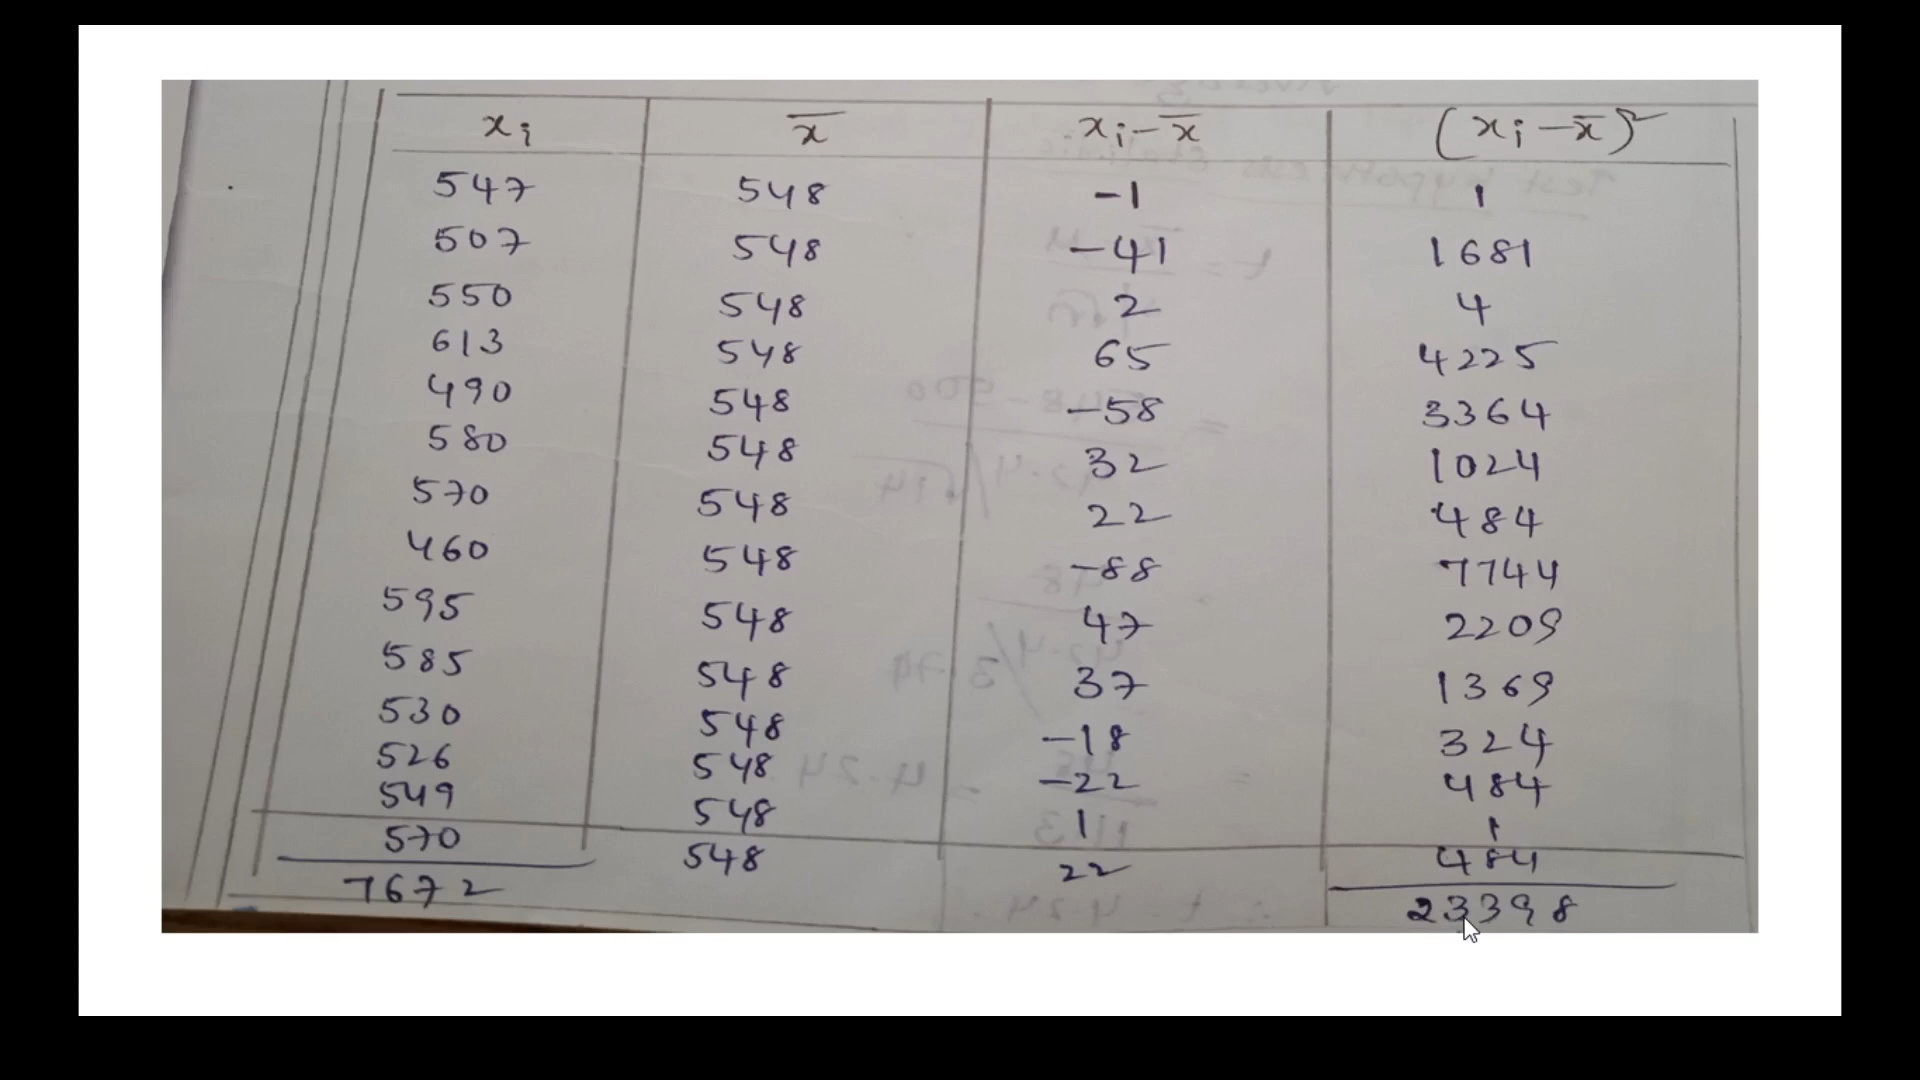 xᵢ x̄ xᵢ-x̄ (xᵢ-x̄)²
547 548 -1 1
507 548 -41 1681
550 548 2 4
613 548 65 4225
490 548 -58 3364
580 548 32 1024
570 548 22 484
460 548 -88 7744
595 548 47 2209
585 548 37 1369
530 548 -18 324
526 548 -22 484
549 548 1 1
570 548 22 484
7672 23398